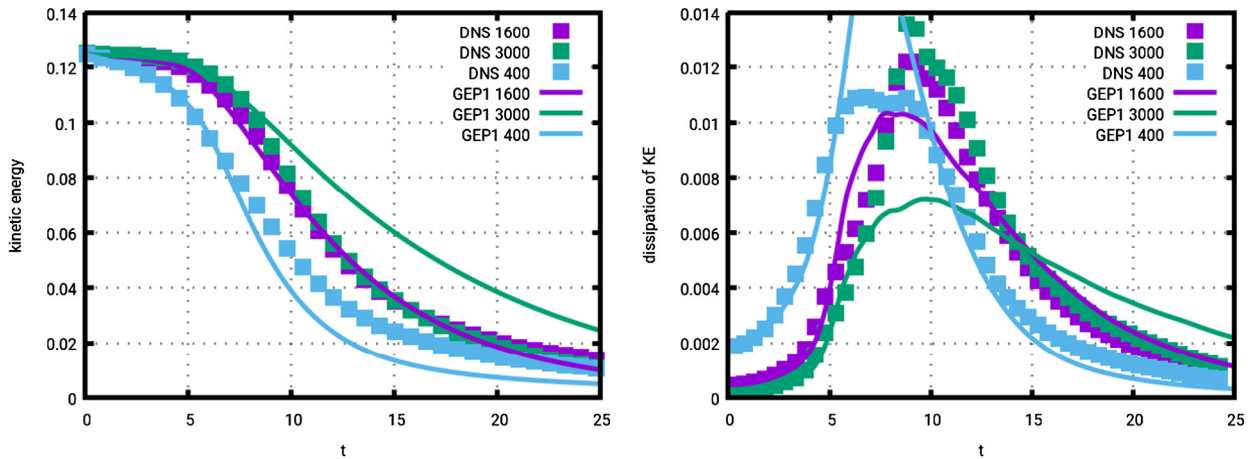 0.14
0.12
0.1
0.08
0.06
0.04
0.02
0
kinetic energy
DNS 1600
DNS 3000
DNS 400
GEP1 1600
GEP1 3000
GEP1 400
0 5 10 15 20 25
t
0.014
0.012
0.01
0.008
0.006
0.004
0.002
0
dissipation of KE
DNS 1600
DNS 3000
DNS 400
GEP1 1600
GEP1 3000
GEP1 400
0 5 10 15 20 25
t